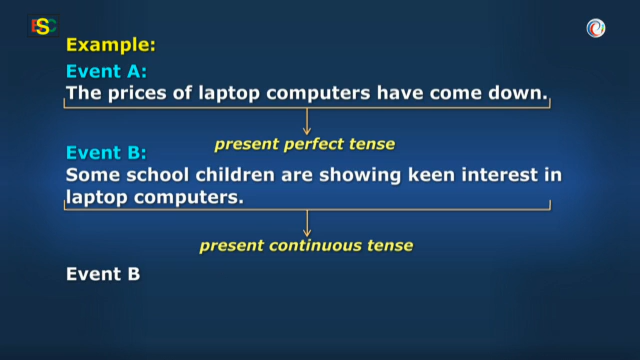 ESC
Example:
Event A:
The prices of laptop computers have come down.
present perfect tense
Event B:
Some school children are showing keen interest in
laptop computers.
present continuous tense
Event B